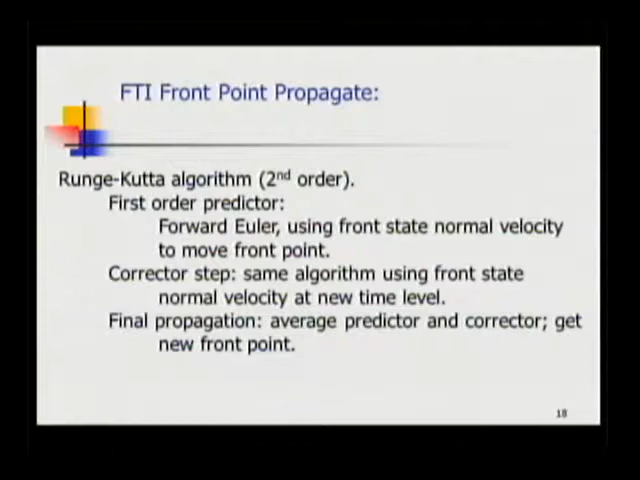 FTI Front Point Propagate:
Runge-Kutta algorithm (2nd order).
First order predictor:
Forward Euler, using front state normal velocity
to move front point.
Corrector step: same algorithm using front state
normal velocity at new time level.
Final propagation: average predictor and corrector; get
new front point.
18